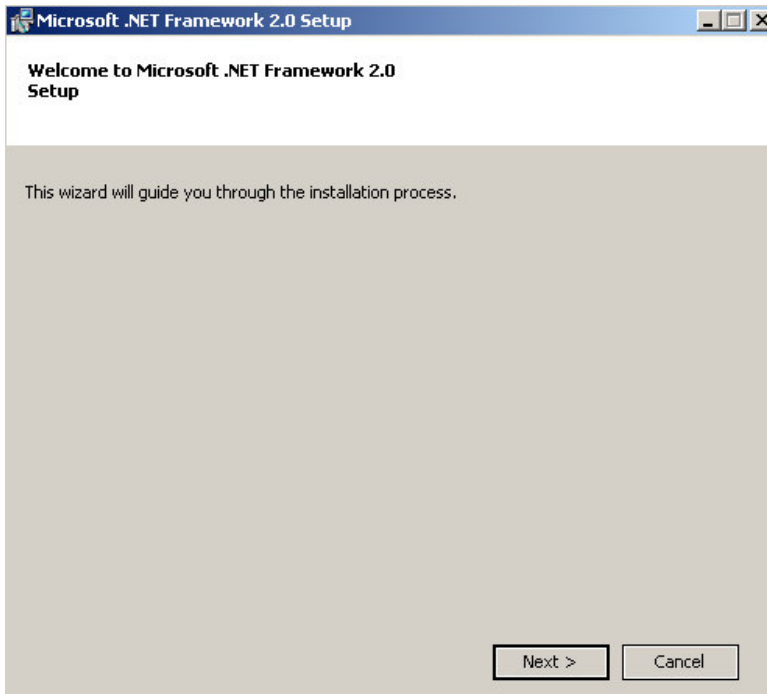 Microsoft .NET Framework 2.0 Setup
Welcome to Microsoft .NET Framework 2.0
Setup
This wizard will guide you through the installation process.
Next >
Cancel